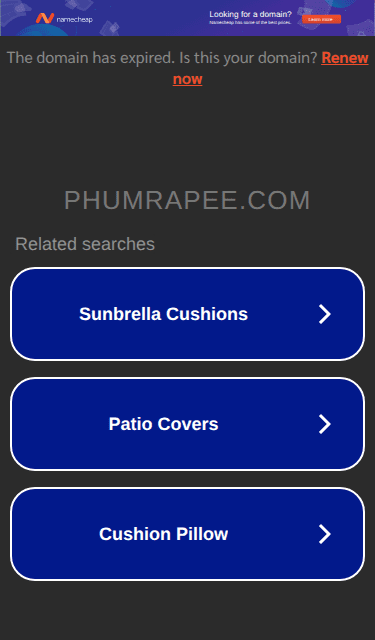 namecheap
Looking for a domain?
Namecheap has some of the best prices.
Learn more
The domain has expired. Is this your domain? Renew
now
PHUMRAPEE.COM
Related searches
Sunbrella Cushions
Patio Covers
Cushion Pillow